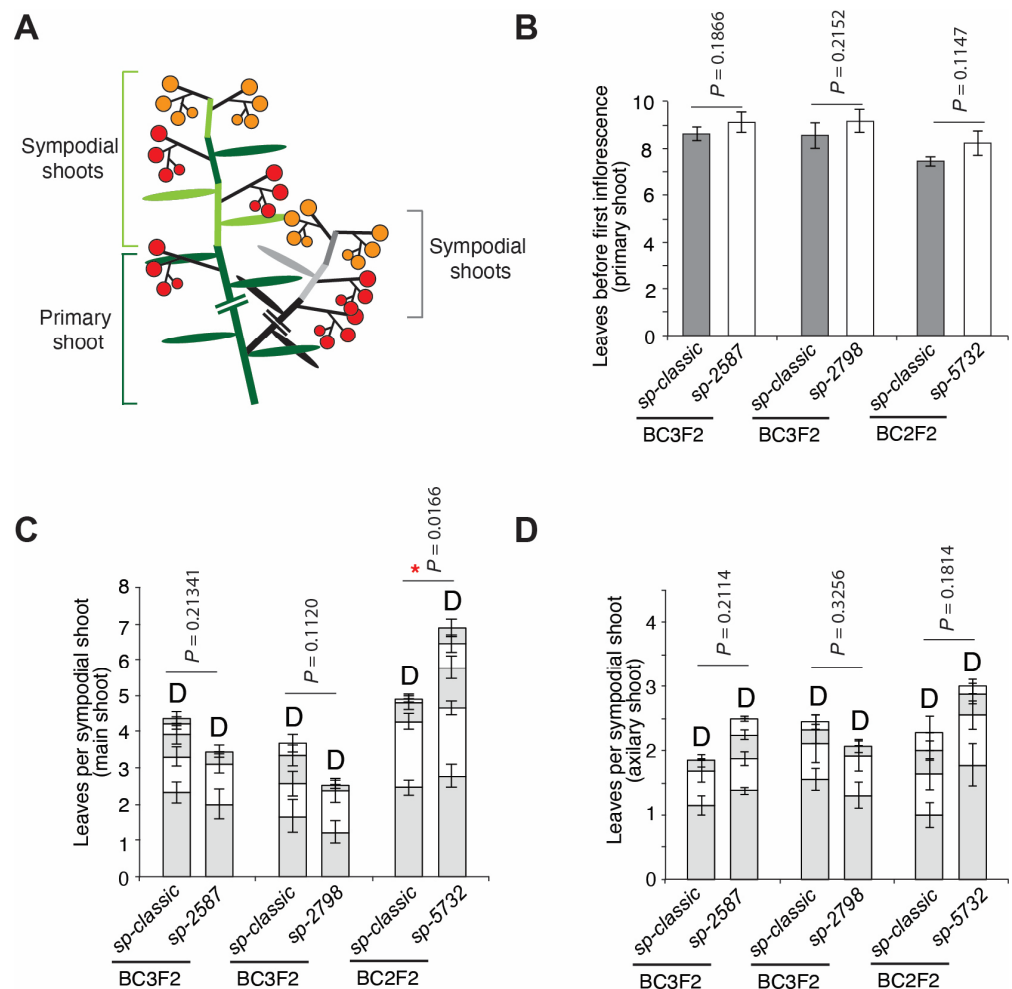 A
Sympodial
shoots
Primary
shoot
Sympodial
shoots
B
Leaves before first infloresence
(primary shoot)
10
8
6
4
2
0
P = 0.1866
P = 0.2152
P = 0.1147
sp-classic
sp-2587
sp-classic
sp-2798
sp-classic
sp-5732
BC3F2
BC3F2
BC2F2
C
Leaves per sympodial shoot
(main shoot)
8
7
6
5
4
3
2
1
0
P = 0.21341
P = 0.1120
* P = 0.0166
D
D
D
D
D
D
sp-classic
sp-2587
sp-classic
sp-2798
sp-classic
sp-5732
BC3F2
BC3F2
BC2F2
D
Leaves per sympodial shoot
(axilary shoot)
4
3
2
1
0
P = 0.2114
P = 0.3256
P = 0.1814
D
D
D
D
D
D
sp-classic
sp-2587
sp-classic
sp-2798
sp-classic
sp-5732
BC3F2
BC3F2
BC2F2